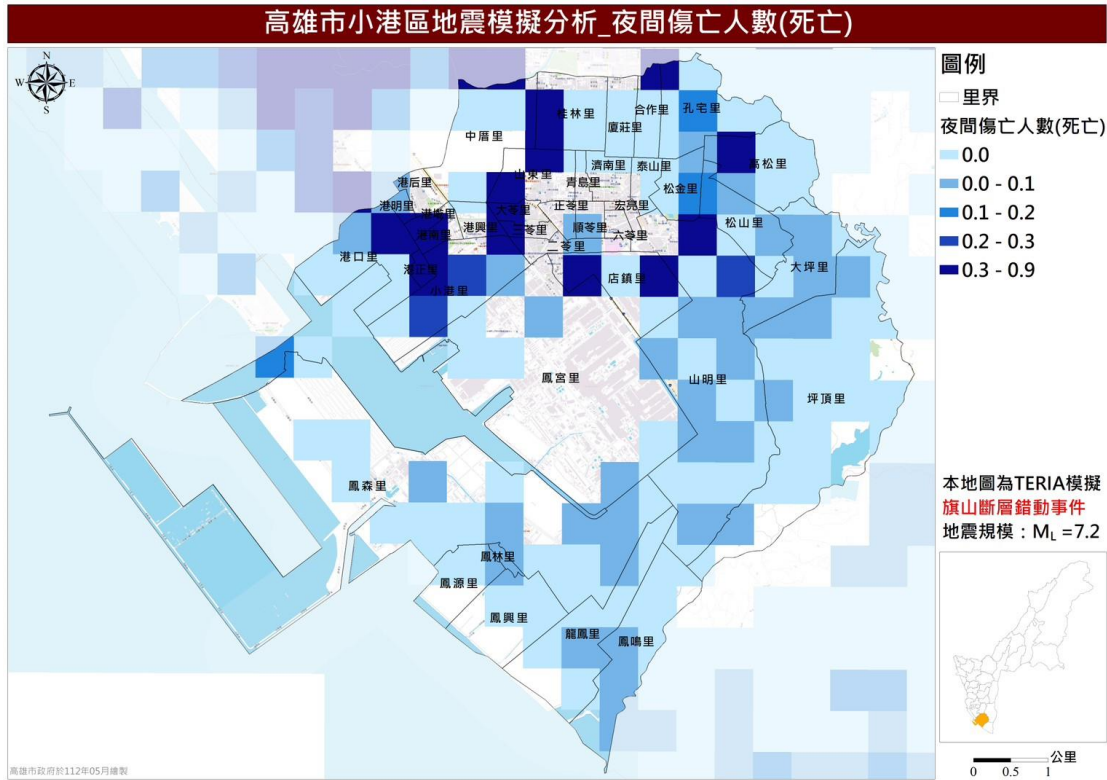 高雄市小港區地震模擬分析_夜間傷亡人數(死亡)
N
W
E
S
圖例
里界
夜間傷亡人數(死亡)
0.0
0.0 - 0.1
0.1 - 0.2
0.2 - 0.3
0.3 - 0.9
桂林里
合作里
孔宅里
廈莊里
中厝里
濟南里
泰山里
高松里
山東里
青島里
港后里
松金里
港明里
大苓里
正苓里
宏亮里
港興里
二苓里
順苓里
六苓里
松山里
二苓里
港口里
港正里
店鎮里
大坪里
小港里
鳳宮里
山明里
坪頂里
鳳森里
鳳林里
鳳源里
鳳興里
龍鳳里
鳳鳴里
本地圖為TERIA模擬
旗山斷層錯動事件
地震規模：ML =7.2
公里
0 0.5 1
高雄市政府於112年05月繪製